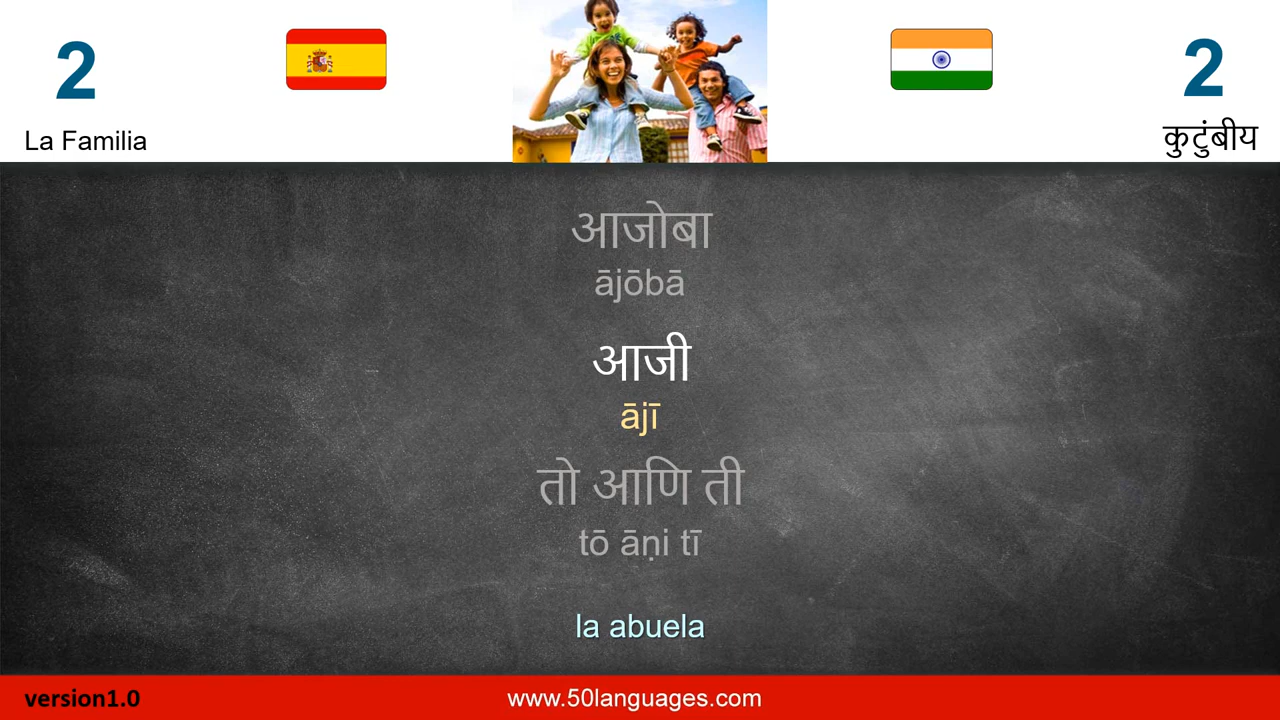 2
2
La Familia
कुटुंबीय
आजोबा
ājōbā
आजी
ājī
तो आणि ती
tō āṇi tī
la abuela
version1.0
www.50languages.com